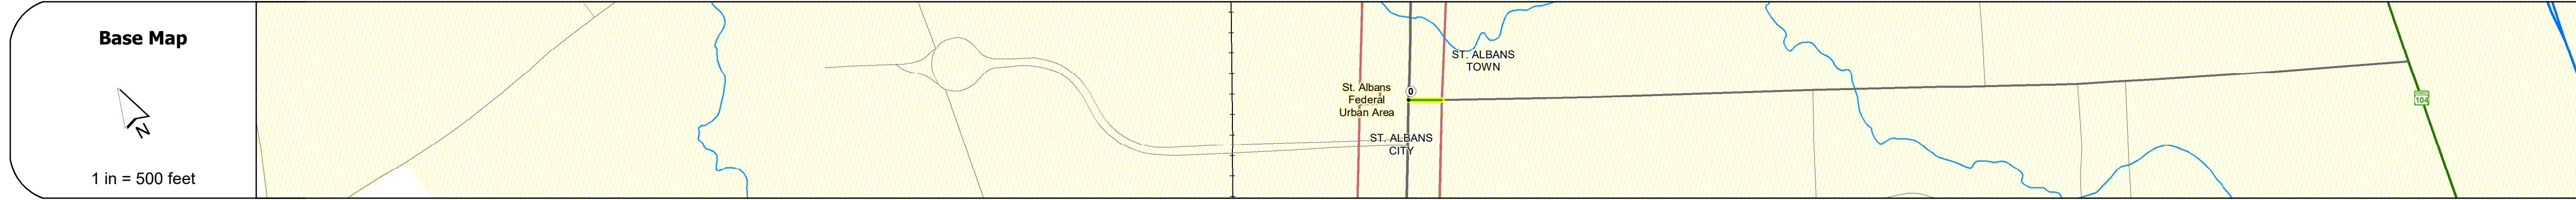 Base Map
N
1 in = 500 feet
St. Albans
Federal
Urban Area
0
ST. ALBANS
TOWN
ST. ALBANS
CITY
104